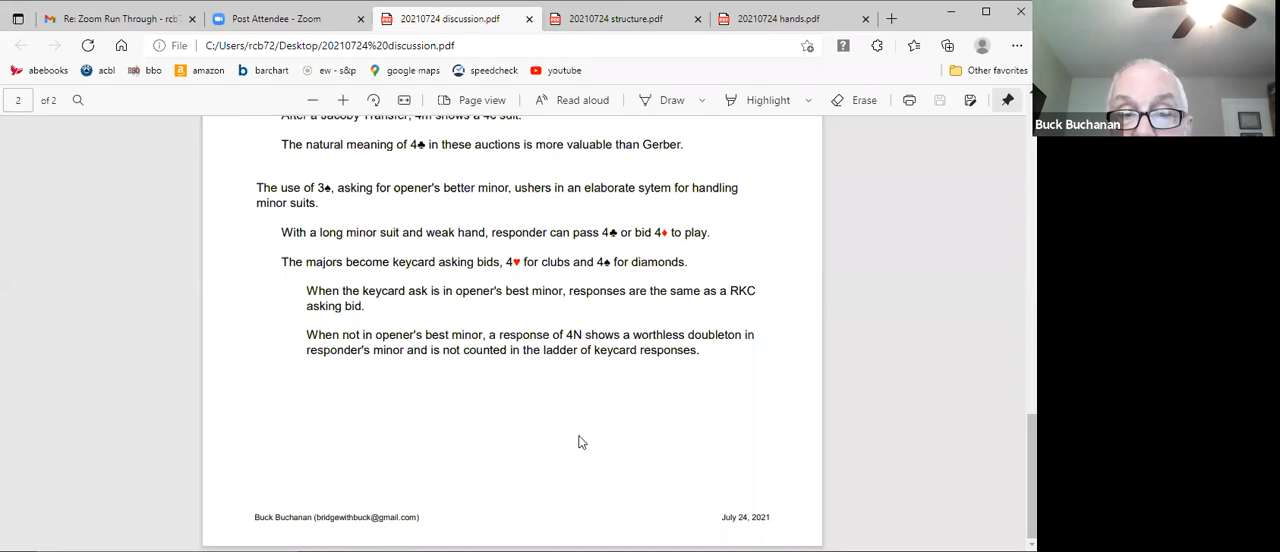 Re: Zoom Run Through - rcb7
Post Attendee - Zoom
20210724 discussion.pdf
20210724 structure.pdf
20210724 hands.pdf
File
C:/Users/rcb72/Desktop/20210724%20discussion.pdf
abebooks
acbl
bbo
amazon
barchart
ew - s&p
google maps
speedcheck
youtube
Other favorites
2 of 2
Page view
Read aloud
Draw
Highlight
Erase
Buck Buchanan
After a Jacoby Transfer, 4m shows a 4c suit.
The natural meaning of 4♣ in these auctions is more valuable than Gerber.
The use of 3♠, asking for opener's better minor, ushers in an elaborate sytem for handling
minor suits.
With a long minor suit and weak hand, responder can pass 4♣ or bid 4♦ to play.
The majors become keycard asking bids, 4♥ for clubs and 4♠ for diamonds.
When the keycard ask is in opener's best minor, responses are the same as a RKC
asking bid.
When not in opener's best minor, a response of 4N shows a worthless doubleton in
responder's minor and is not counted in the ladder of keycard responses.
Buck Buchanan (bridgewithbuck@gmail.com)
July 24, 2021